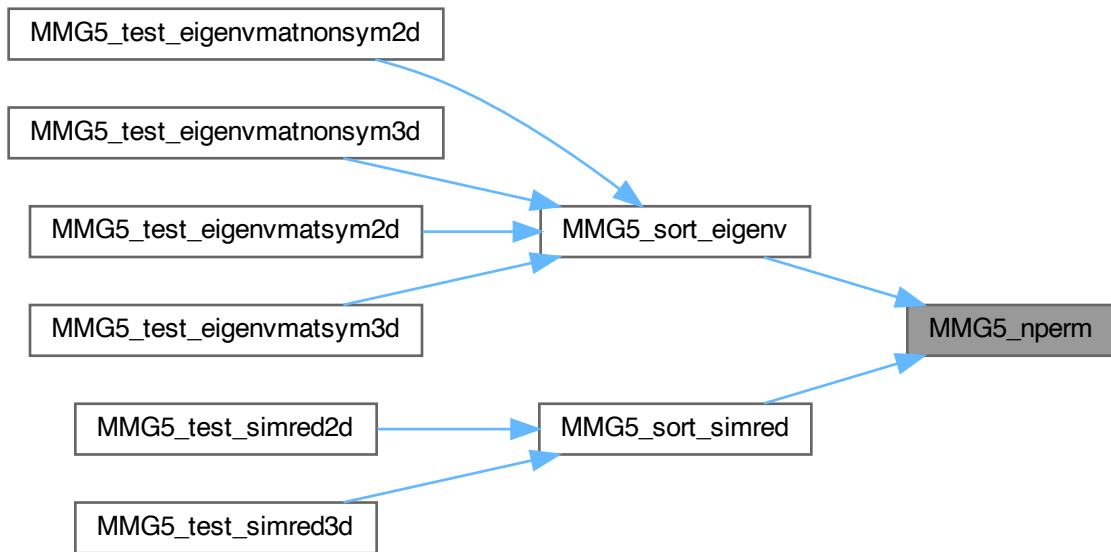 MMG5_test_eigenvmatnonsym2d
MMG5_test_eigenvmatnonsym3d
MMG5_test_eigenvmatsym2d
MMG5_sort_eigenv
MMG5_test_eigenvmatsym3d
MMG5_nperm
MMG5_test_simred2d
MMG5_sort_simred
MMG5_test_simred3d